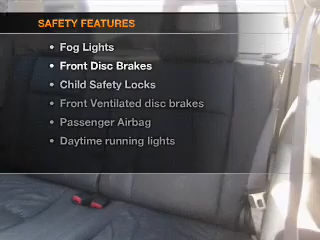 SAFETY FEATURES
• Fog Lights
• Front Disc Brakes
• Child Safety Locks
• Front Ventilated disc brakes
• Passenger Airbag
• Daytime running lights